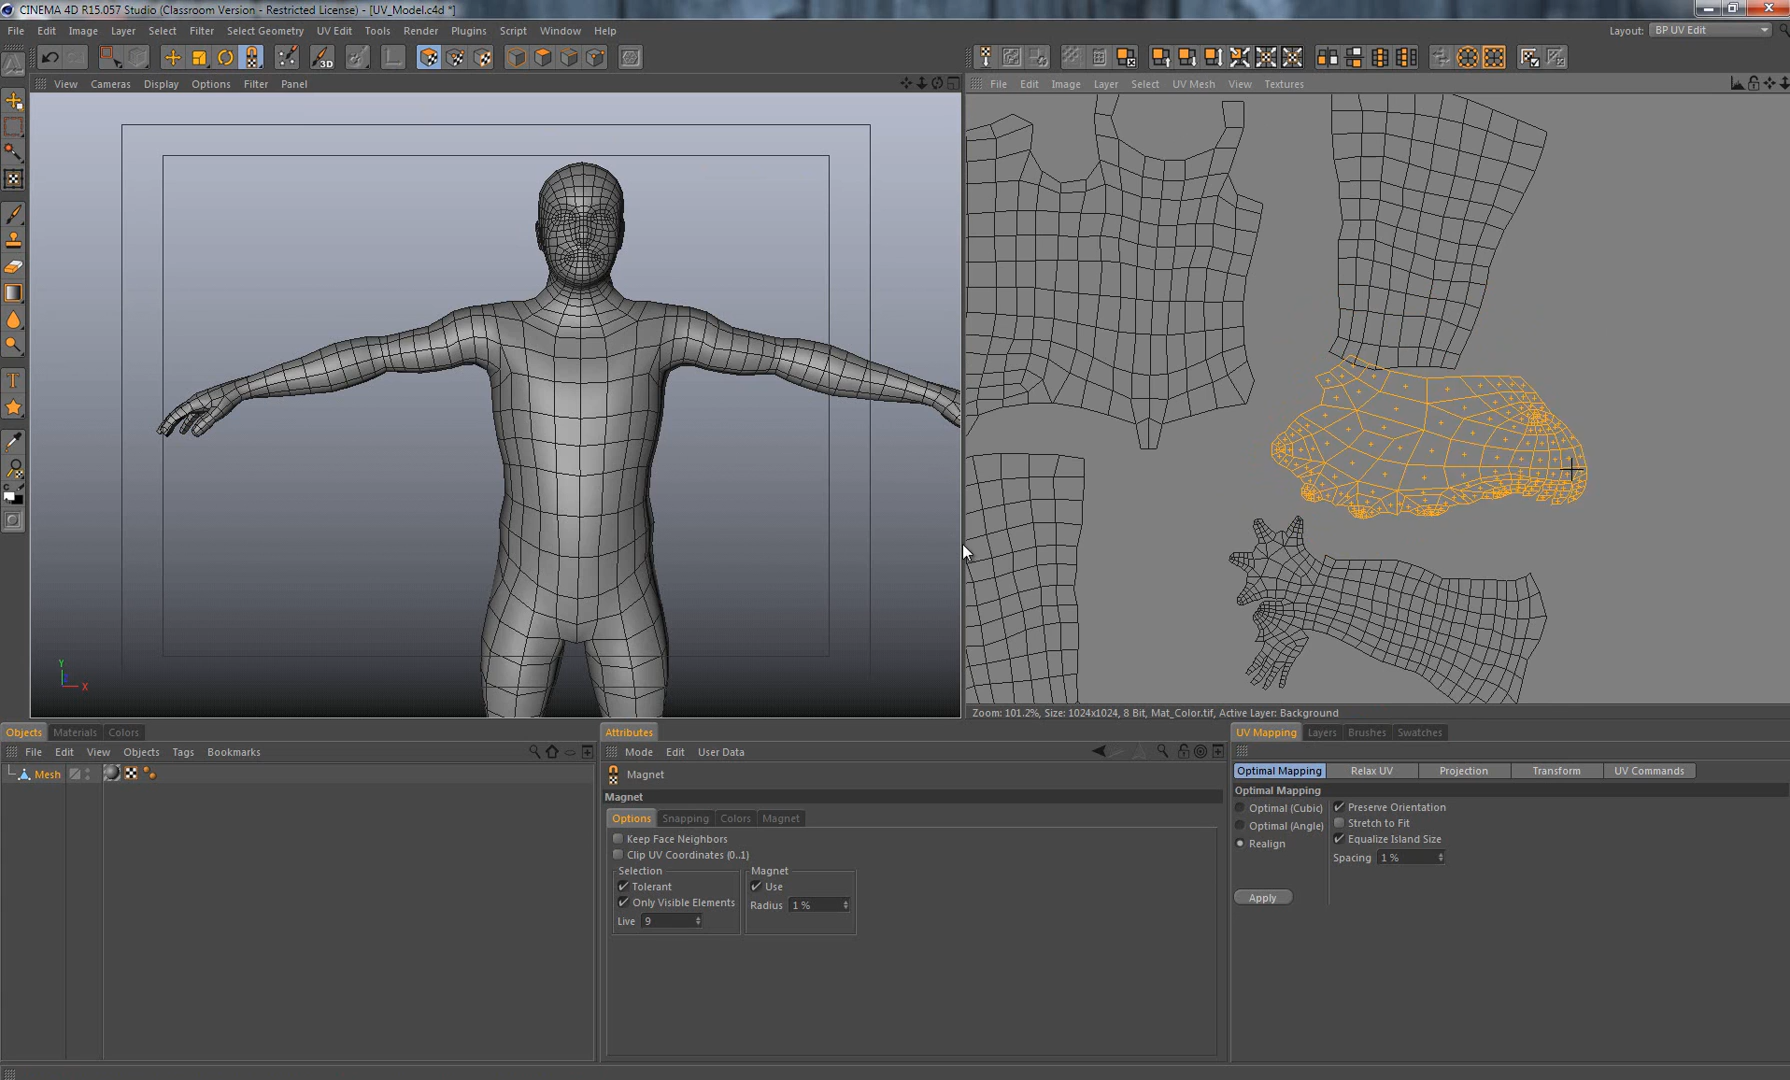 CINEMA 4D R15.057 Studio (Classroom Version - Restricted License) - [UV_Model.c4d *]
File Edit Image Layer Select Filter Select Geometry UV Edit Tools Render Plugins Script Window Help
Layout: BP UV Edit
View Cameras Display Options Filter Panel
File Edit Image Layer Select UV Mesh View Textures
Y
X
Zoom: 101.2%, Size: 1024x1024, 8 Bit, Mat_Color.tif, Active Layer: Background
Objects Materials Colors
File Edit View Objects Tags Bookmarks
Mesh
Attributes
Mode Edit User Data
Magnet
Magnet
Options Snapping Colors Magnet
Keep Face Neighbors
Clip UV Coordinates (0..1)
Selection
Tolerant
Only Visible Elements
Live 9
Magnet
Use
Radius 1 %
UV Mapping Layers Brushes Swatches
Optimal Mapping Relax UV Projection Transform UV Commands
Optimal Mapping
Optimal (Cubic)
Optimal (Angle)
Realign
Preserve Orientation
Stretch to Fit
Equalize Island Size
Spacing 1 %
Apply